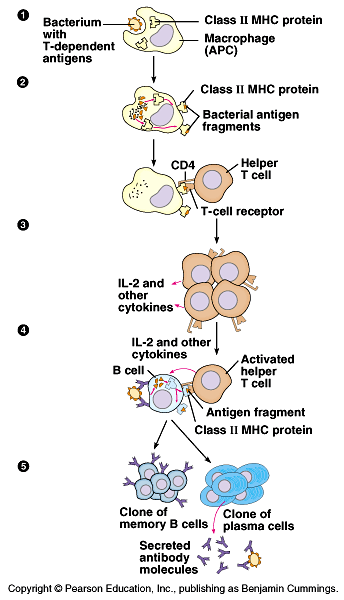 1
Bacterium
with
T-dependent
antigens
Class II MHC protein
Macrophage
(APC)
2
Class II MHC protein
Bacterial antigen
fragments
CD4
Helper
T cell
T-cell receptor
3
IL-2 and
other
cytokines
4
IL-2 and other
cytokines
B cell
Activated
helper
T cell
Antigen fragment
Class II MHC protein
5
Clone of
memory B cells
Clone of
plasma cells
Secreted
antibody
molecules
Copyright © Pearson Education, Inc., publishing as Benjamin Cummings.